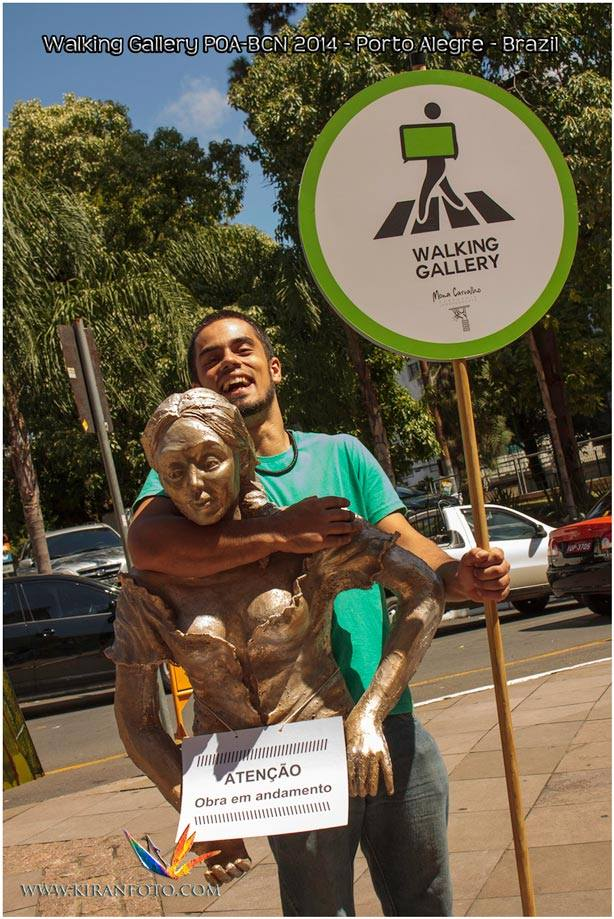 Walking Gallery POA-BCN 2014 - Porto Alegre - Brazil
WALKING
GALLERY
Mona Carvalho
ATENÇÃO
Obra em andamento
WWW.KIRANFOTO.COM